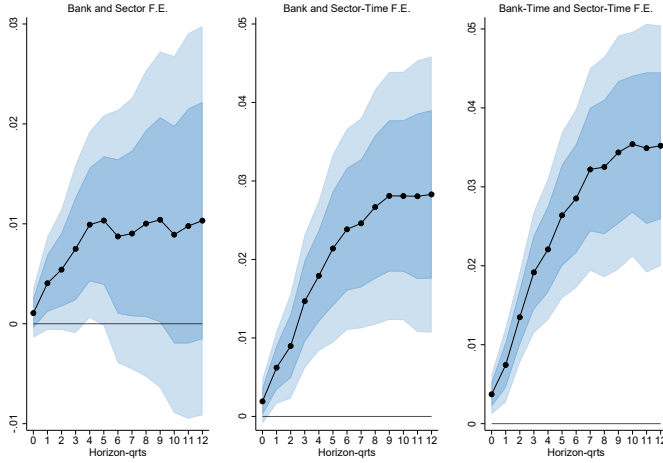 Bank and Sector F.E.
.03
.02
.01
0
-.01
0 1 2 3 4 5 6 7 8 9 10 11 12
Horizon-qrts
Bank and Sector-Time F.E.
.05
.04
.03
.02
.01
0
0 1 2 3 4 5 6 7 8 9 10 11 12
Horizon-qrts
Bank-Time and Sector-Time F.E.
.05
.04
.03
.02
.01
0
0 1 2 3 4 5 6 7 8 9 10 11 12
Horizon-qrts